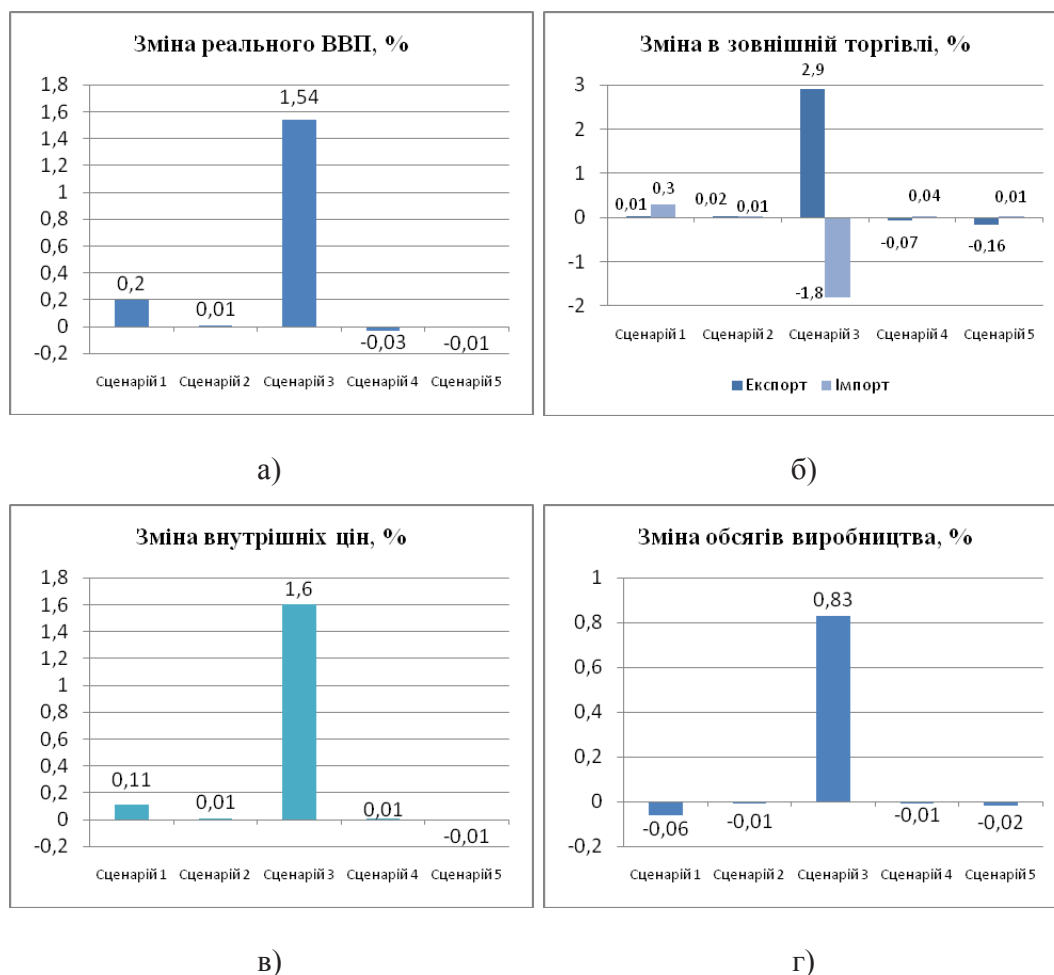 Зміна реального ВВП, %
1,8
1,6
1,4
1,2
1
0,8
0,6
0,4
0,2
0
-0,2
0,2
0,01
1,54
-0,03
-0,01
Сценарій 1
Сценарій 2
Сценарій 3
Сценарій 4
Сценарій 5
а)
Зміна в зовнішній торгівлі, %
3
2
1
0
-1
-2
0,01
0,3
0,02
0,01
2,9
-1,8
-0,07
0,04
-0,16
0,01
Сценарій 1
Сценарій 2
Сценарій 3
Сценарій 4
Сценарій 5
Експорт
Імпорт
б)
Зміна внутрішніх цін, %
1,8
1,6
1,4
1,2
1
0,8
0,6
0,4
0,2
0
-0,2
0,11
0,01
1,6
0,01
-0,01
Сценарій 1
Сценарій 2
Сценарій 3
Сценарій 4
Сценарій 5
в)
Зміна обсягів виробництва, %
1
0,8
0,6
0,4
0,2
0
-0,2
-0,06
-0,01
0,83
-0,01
-0,02
Сценарій 1
Сценарій 2
Сценарій 3
Сценарій 4
Сценарій 5
г)